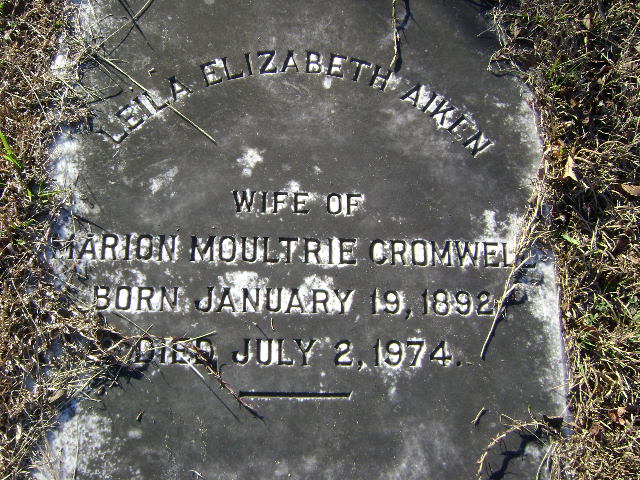 LEILA ELIZABETH AIKEN
WIFE OF
MARION MOULTRIE CROMWELL
BORN JANUARY 19, 1892,
DIED JULY 2, 1974.